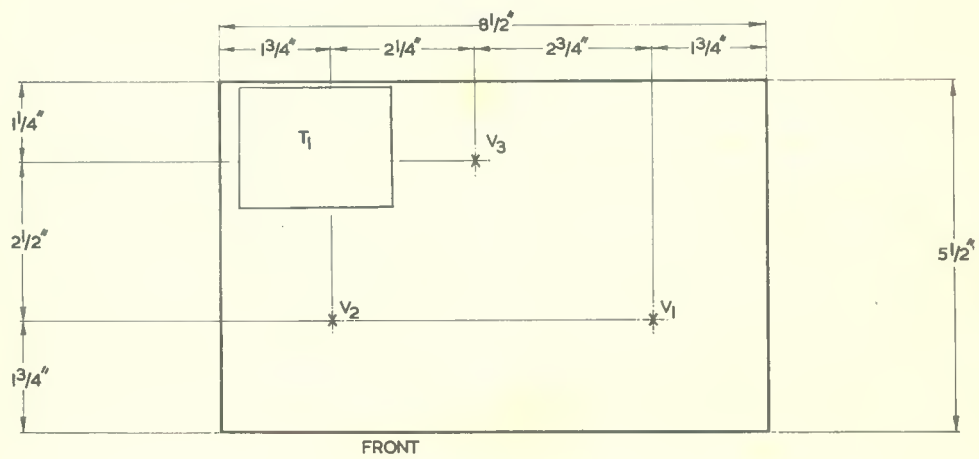 8 1/2"
1 3/4" 2 1/4" 2 3/4" 1 3/4"
1 1/4"
T1
V3
2 1/2"
5 1/2"
V2
V1
1 3/4"
FRONT